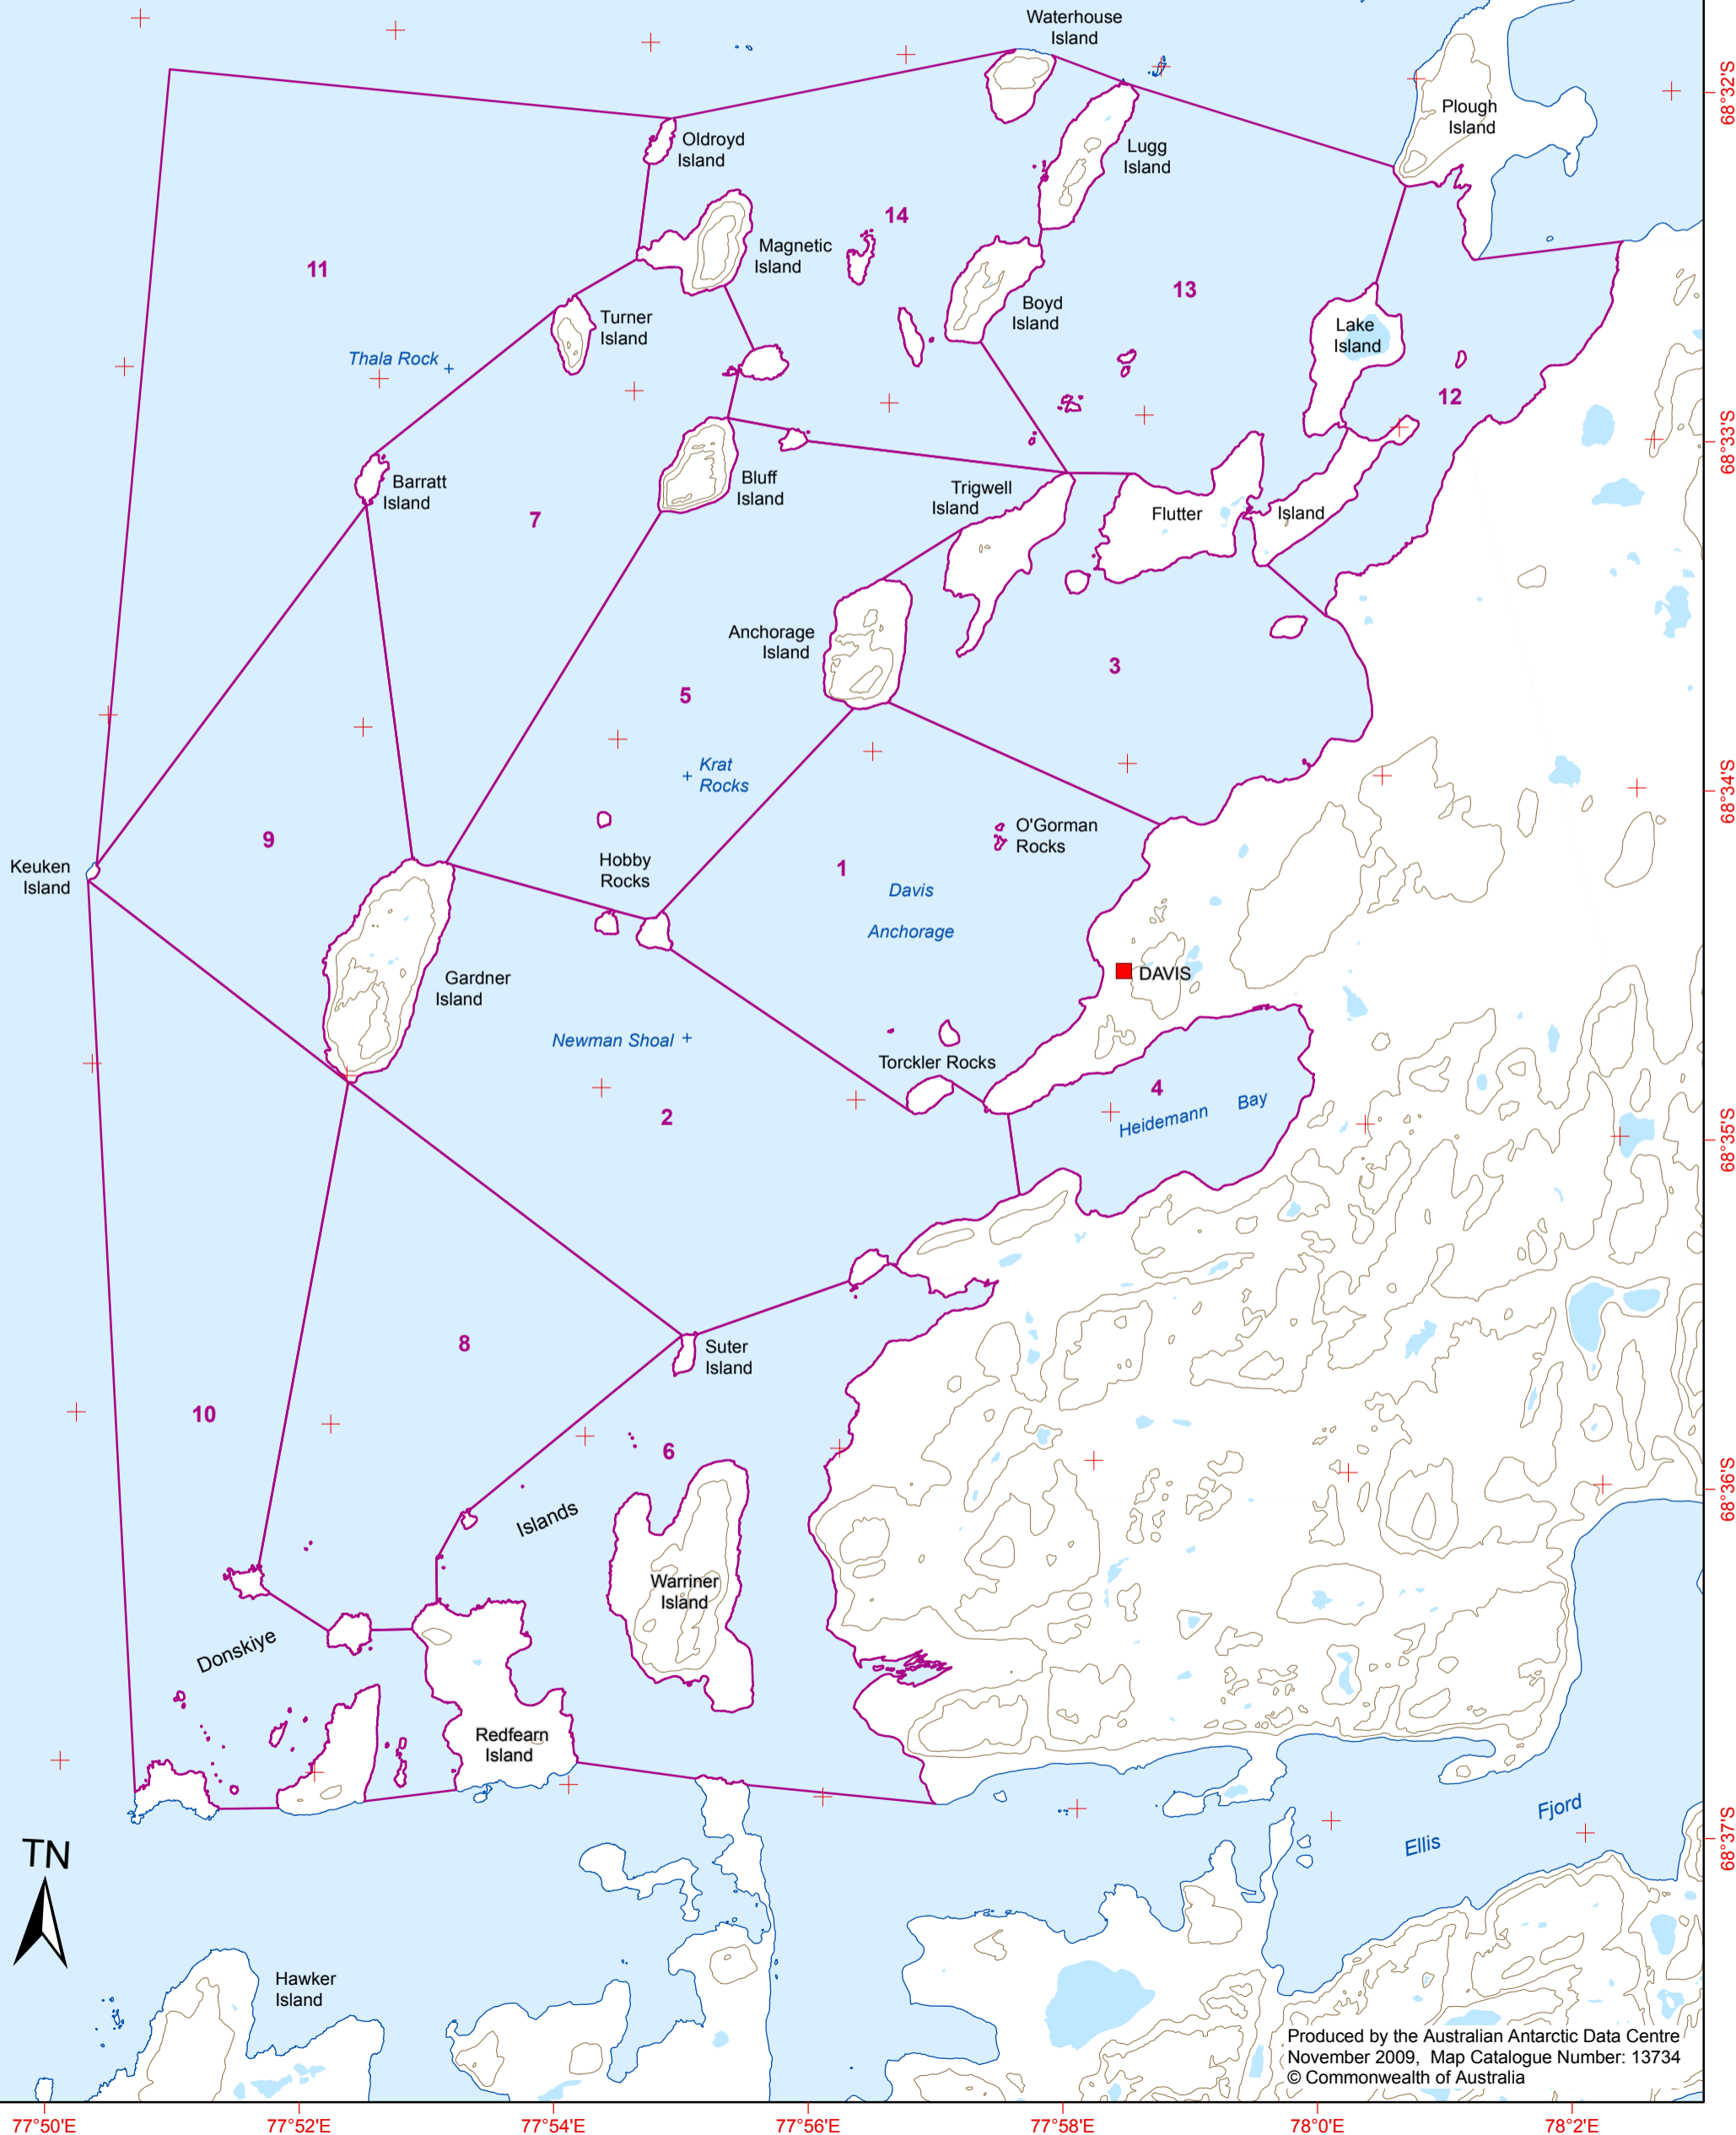 Waterhouse
Island
68°32'S
Plough
Island
Oldroyd
Island
Lugg
Island
14
Magnetic
Island
11
13
Boyd
Island
Turner
Island
Lake
Island
Thala Rock
12
68°33'S
Barratt
Island
Bluff
Island
Trigwell
Island
7
Flutter
Island
Anchorage
Island
3
5
Krat
Rocks
68°34'S
O'Gorman
Rocks
9
Keuken
Island
Hobby
Rocks
1
Davis
Anchorage
DAVIS
Gardner
Island
Newman Shoal
Torckler Rocks
4
2
Heidemann Bay
68°35'S
8
Suter
Island
10
6
68°36'S
Islands
Warriner
Island
Donskiye
Redfearn
Island
Fjord
Ellis
68°37'S
TN
Hawker
Island
Produced by the Australian Antarctic Data Centre
November 2009, Map Catalogue Number: 13734
© Commonwealth of Australia
77°50'E 77°52'E 77°54'E 77°56'E 77°58'E 78°0'E 78°2'E